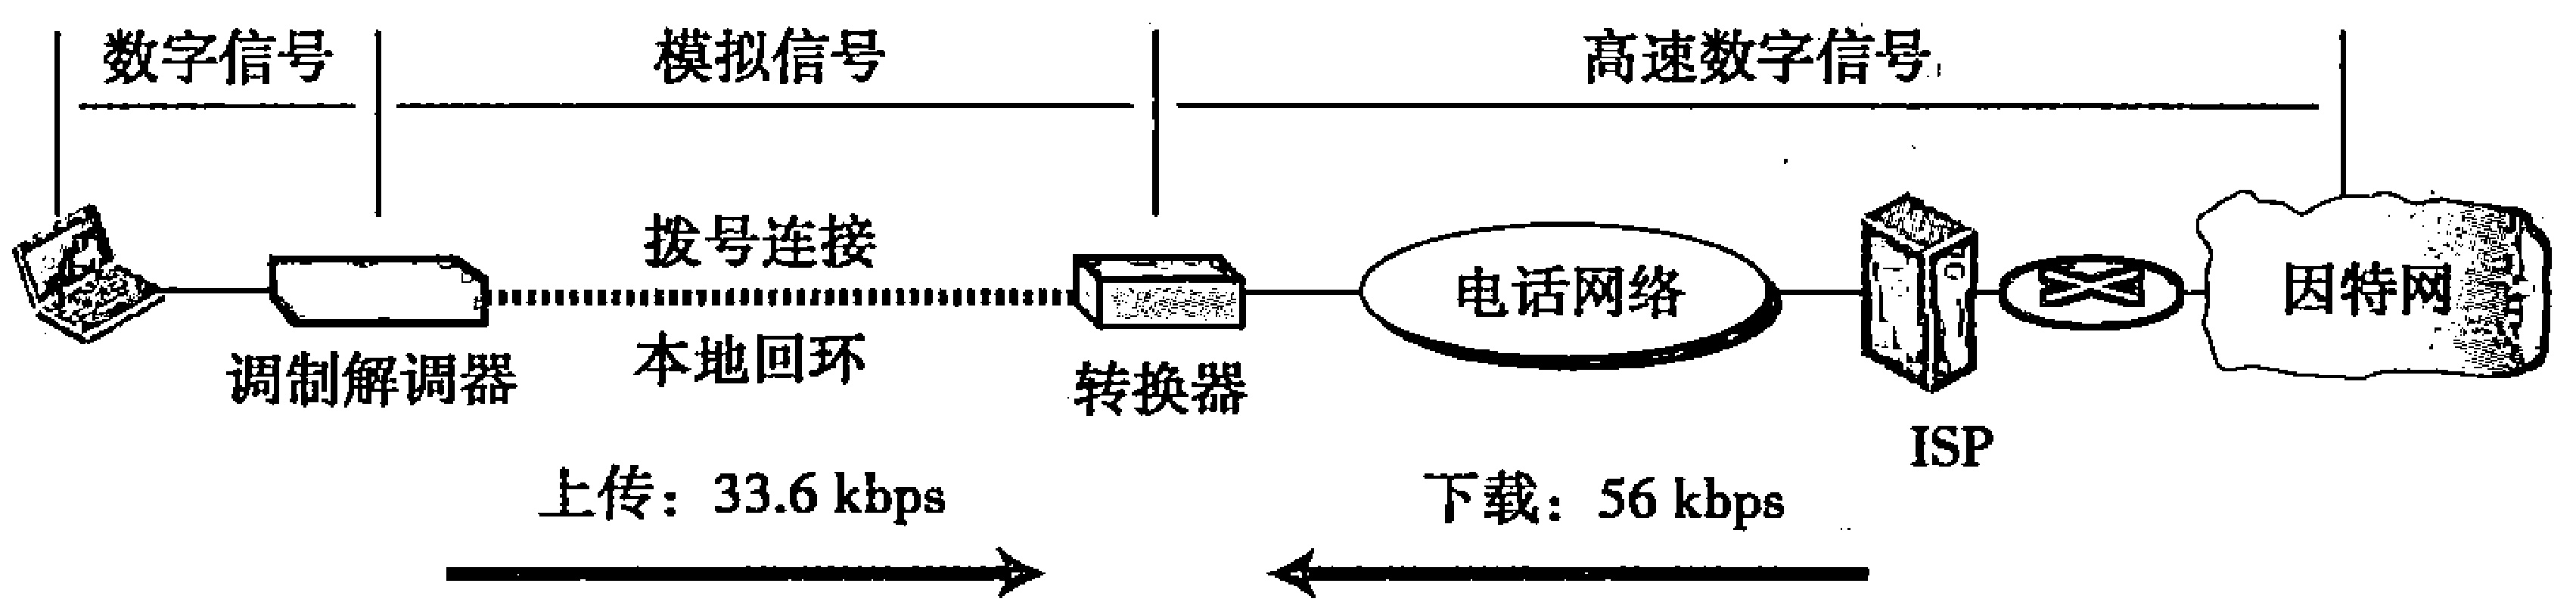 数字信号
模拟信号
高速数字信号
拨号连接
电话网络
因特网
本地回环
调制解调器
转换器
ISP
上传：33.6 kbps
下载：56 kbps